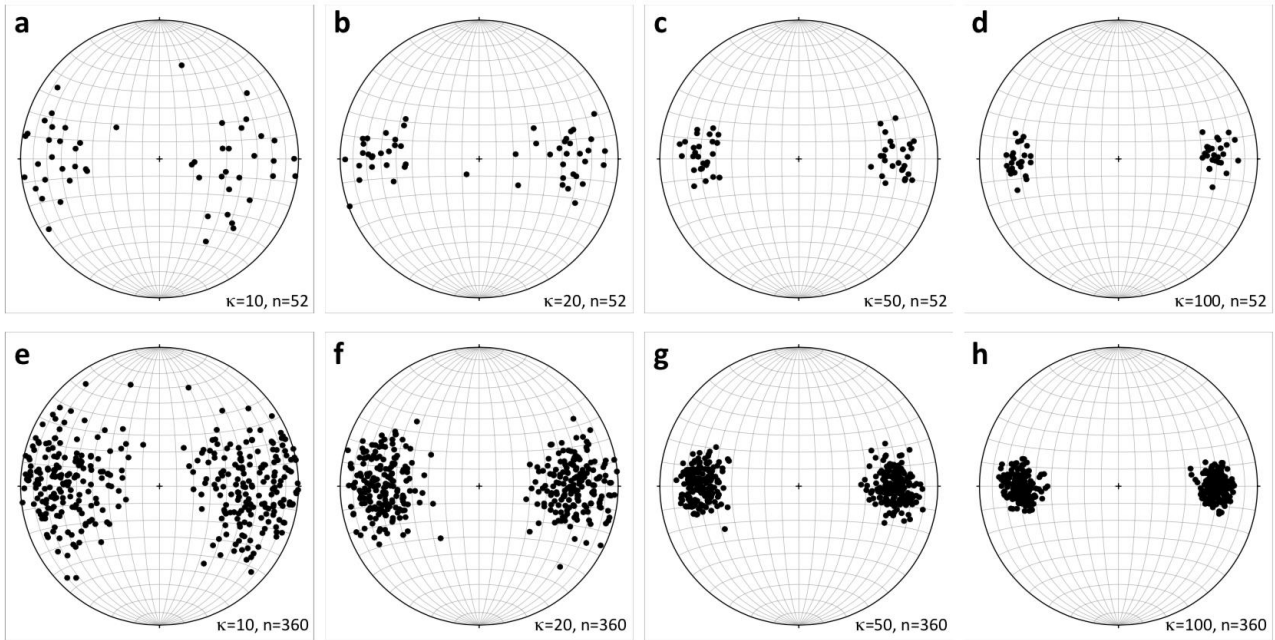 a
b
c
d
κ=10, n=52
κ=20, n=52
κ=50, n=52
κ=100, n=52
e
f
g
h
κ=10, n=360
κ=20, n=360
κ=50, n=360
κ=100, n=360